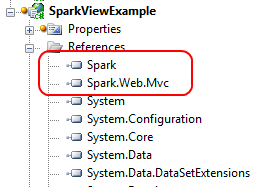 SparkViewExample
Properties
References
Spark
Spark.Web.Mvc
System
System.Configuration
System.Core
System.Data
System.Data.DataSetExtensions